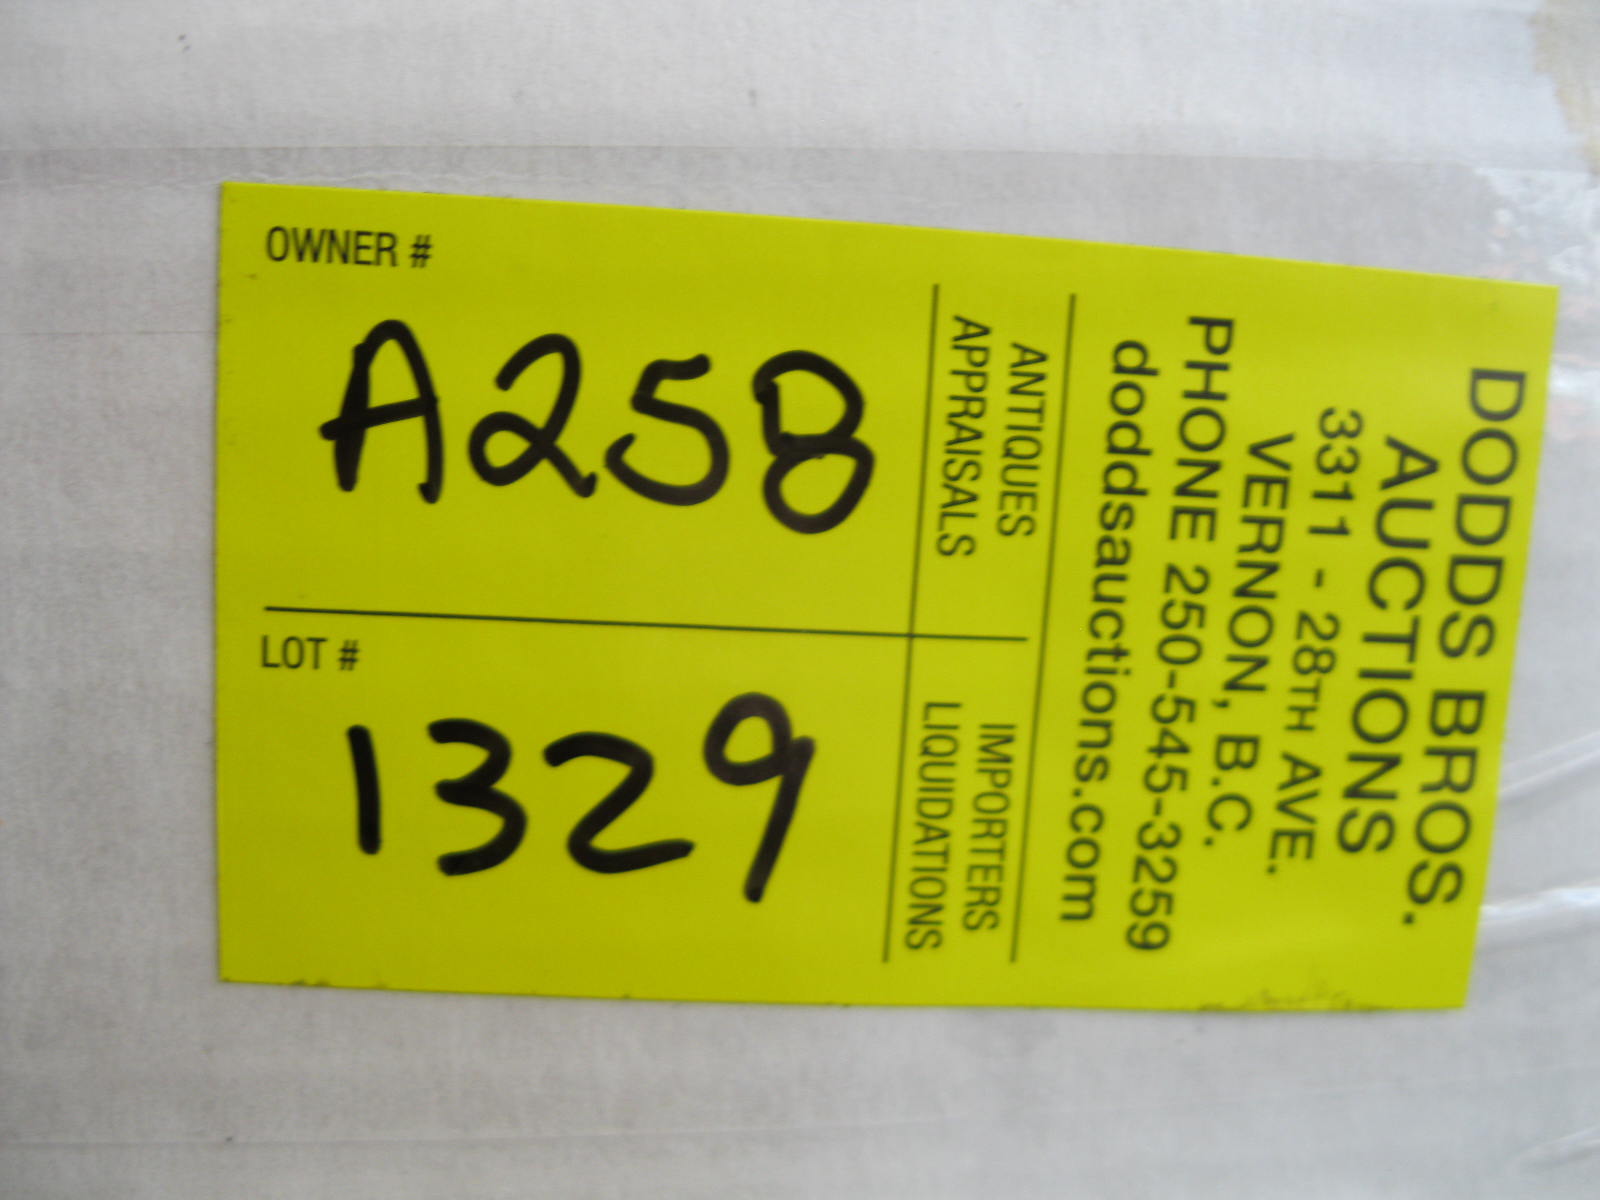 DODDS BROS.
AUCTIONS
3311 - 28TH AVE.
VERNON, B.C.
PHONE 250-545-3259
doddsauctions.com
ANTIQUES
APPRAISALS
IMPORTERS
LIQUIDATIONS
OWNER #
A258
LOT #
1329